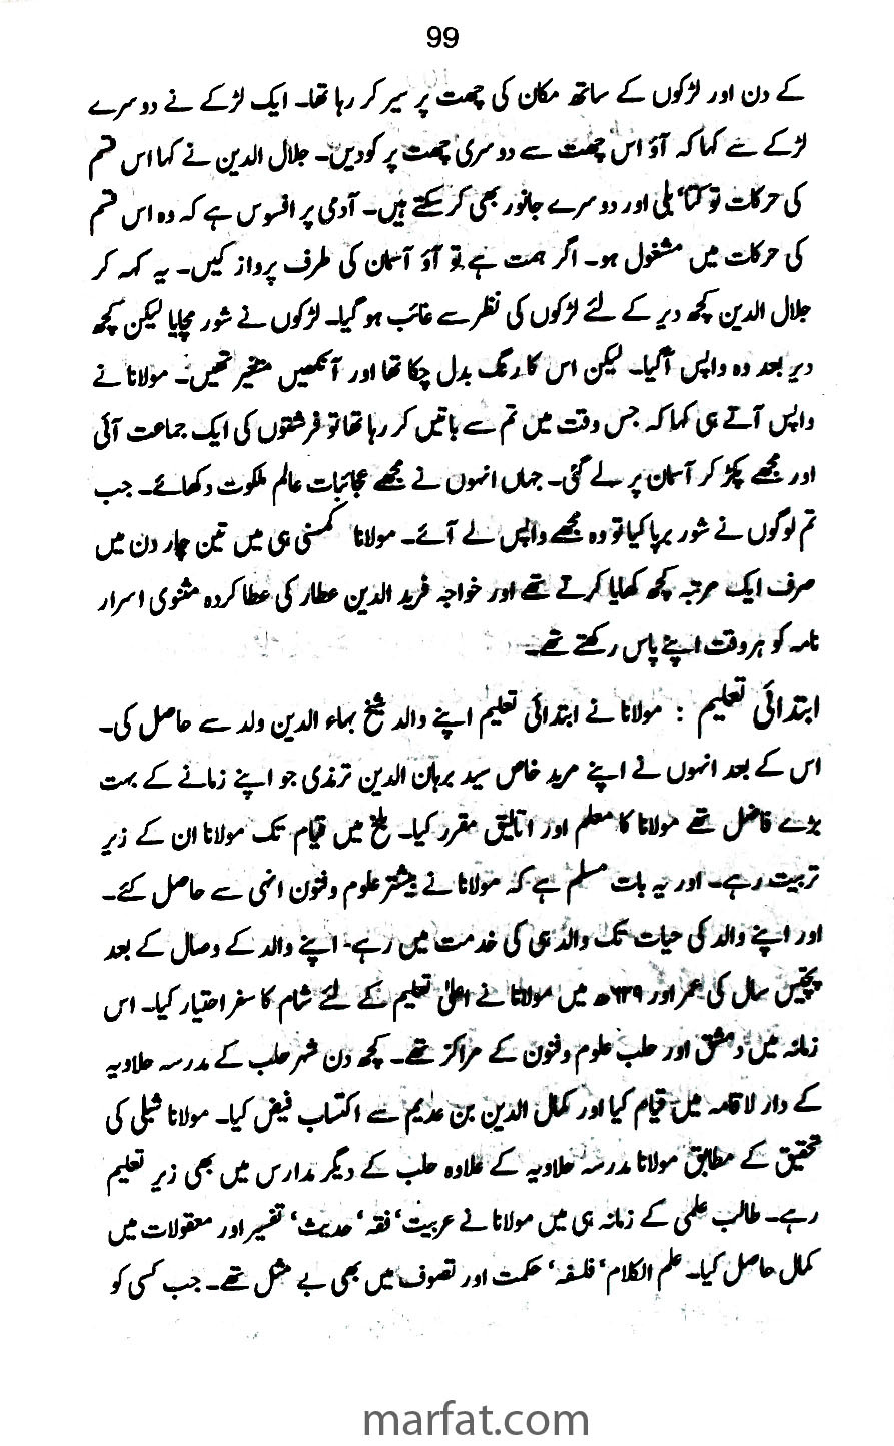 99
کے دن اور لڑکوں کے ساتھ مکان کی چھت پر سیر کر رہا تھا۔ ایک لڑکے نے دوسرے
لڑکے سے کہا کہ آؤ اس چھت سے دوسری چھت پر کودیں۔ جلال الدین نے کہا اس قسم
کی حرکات تو کتا، بلی اور دوسرے جانور بھی کر سکتے ہیں۔ آدمی پر افسوس ہے کہ وہ اس قسم
کی حرکات میں مشغول ہو۔ اگر ہمت ہے تو آؤ آسمان کی طرف پرواز کیں۔ یہ کہہ کر
جلال الدین کچھ دیر کے لئے لڑکوں کی نظر سے غائب ہو گیا۔ لڑکوں نے شور مچایا لیکن کچھ
دیر بعد وہ واپس آگیا۔ لیکن اس کا رنگ بدل چکا تھا اور آنکھیں متغیر تھیں۔ مولانا نے
واپس آتے ہی کہا کہ جس وقت میں تم سے باتیں کر رہا تھا تو فرشتوں کی ایک جماعت آئی
اور مجھے پکڑ کر آسمان پر لے گئی۔ جہاں انہوں نے مجھے عجائبات عالم ملکوت دکھائے۔ جب
تم لوگوں نے شور برپا کیا تو وہ مجھے واپس لے آئے۔ مولانا کمسنی ہی میں تین چار دن میں
صرف ایک مرتبہ کچھ کھایا کرتے تھے اور خواجہ فرید الدین عطار کی عطا کردہ مثنوی اسرار
نامہ کو ہر وقت اپنے پاس رکھتے تھے۔
ابتدائی تعلیم : مولانا نے ابتدائی تعلیم اپنے والد شیخ بہاء الدین ولد سے حاصل کی۔
اس کے بعد انہوں نے اپنے مرید خاص سید برہان الدین ترمذی جو اپنے زمانے کے بہت
بڑے فاضل تھے مولانا کا معلم اور اتالیق مقرر کیا۔ بلخ میں قیام تک مولانا ان کے زیر
تربیت رہے۔ اور یہ بات مسلم ہے کہ مولانا نے بیشتر علوم و فنون انہی سے حاصل کئے۔
اور اپنے والد کی حیات تک والد ہی کی خدمت میں رہے۔ اپنے والد کے وصال کے بعد
پچیس سال کی عمر اور ۶۲۹ھ میں مولانا نے اعلیٰ تعلیم کے لئے شام کا سفر اختیار کیا۔ اس
زمانہ میں دمشق اور حلب علوم و فنون کے مراکز تھے۔ کچھ دن شہر حلب کے مدرسہ حلاویہ
کے دار لاقامہ میں قیام کیا اور کمال الدین بن عدیم سے اکتساب فیض کیا۔ مولانا شبلی کی
تحقیق کے مطابق مولانا مدرسہ حلاویہ کے علاوہ حلب کے دیگر مدارس میں بھی زیر تعلیم
رہے۔ طالب علمی کے زمانہ ہی میں مولانا نے عربیت، فقہ، حدیث، تفسیر اور معقولات میں
کمال حاصل کیا۔ علم الکلام، فلسفہ، حکمت اور تصوف میں بھی بے مثل تھے۔ جب کسی کو
marfat.com